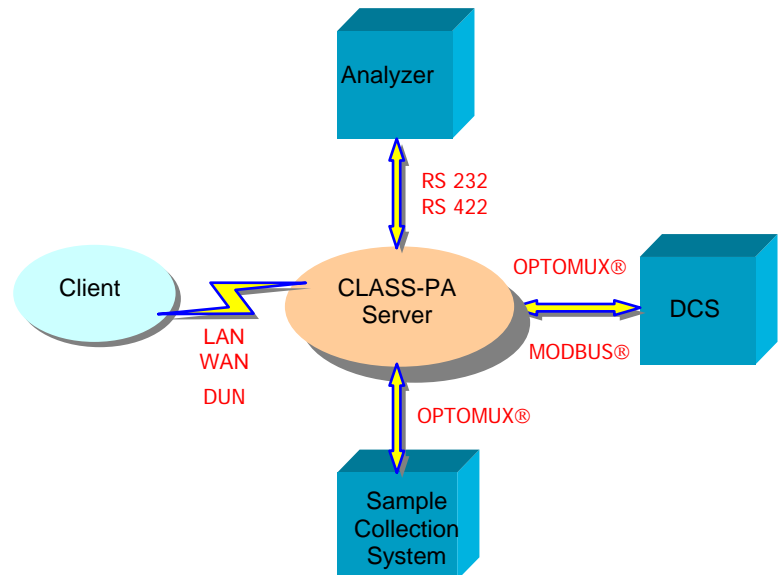 Analyzer
RS 232
RS 422
Client
LAN
WAN
DUN
CLASS-PA
Server
OPTOMUX®
MODBUS®
DCS
OPTOMUX®
Sample
Collection
System